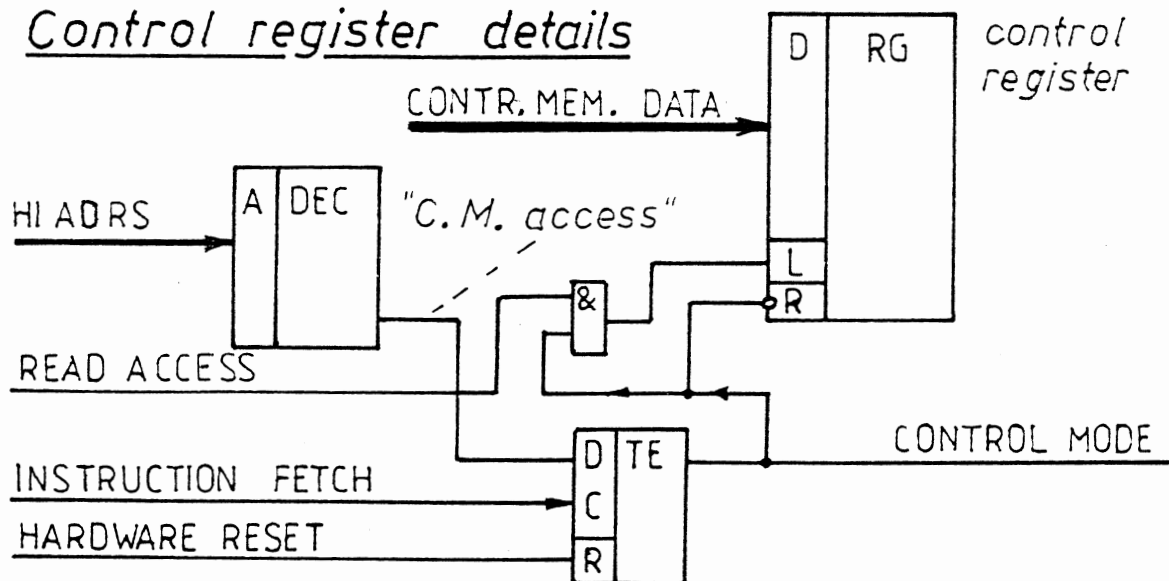 Control register details
control
register
D RG
CONTR. MEM. DATA
A DEC
"C. M. access"
HI ADRS
L
&
R
READ ACCESS
CONTROL MODE
D TE
INSTRUCTION FETCH
C
HARDWARE RESET
R